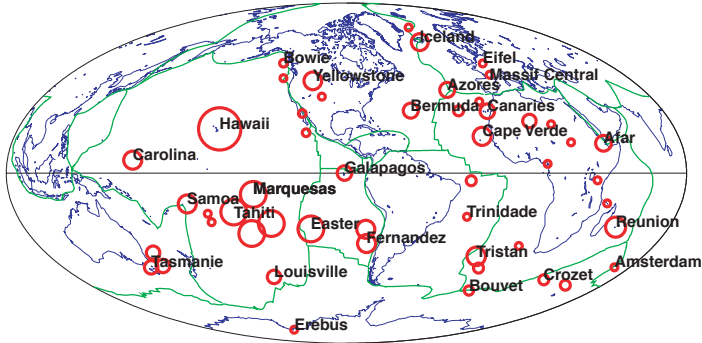 Iceland
Bowie
Eifel
Yellowstone
Massif Central
Azores
Bermuda
Canaries
Hawaii
Cape Verde
Afar
Carolina
Galapagos
Marquesas
Samoa
Tahiti
Trinidade
Easter
Reunion
Fernandez
Tristan
Tasmanie
Amsterdam
Louisville
Crozet
Bouvet
Erebus